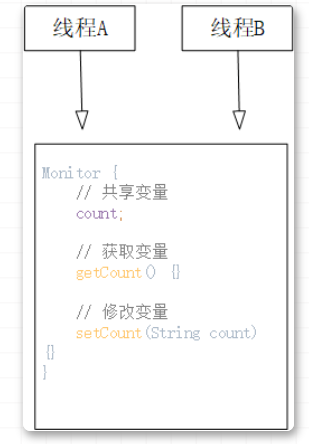 线程A
线程B
Monitor {
// 共享变量
count;
// 获取变量
getCount() {}
// 修改变量
setCount(String count)
{}
}